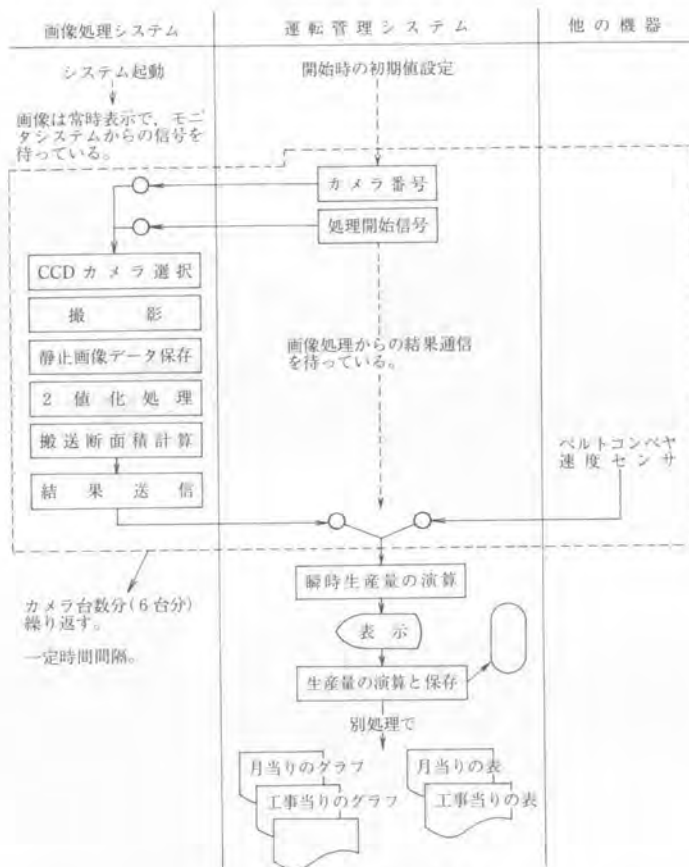 画像処理システム
運転管理システム
他の機器
システム起動
開始時の初期値設定
画像は常時表示で，モニ
タシステムからの信号を
待っている。
カメラ番号
処理開始信号
CCDカメラ選択
撮影
静止画像データ保存
2値化処理
搬送断面積計算
結果送信
画像処理からの結果通信
を待っている。
ベルトコンベヤ
速度センサ
瞬時生産量の演算
カメラ台数分(6台分)
繰り返す。
一定時間間隔。
表示
生産量の演算と保存
別処理で
月当りのグラフ
工事当りのグラフ
月当りの表
工事当りの表